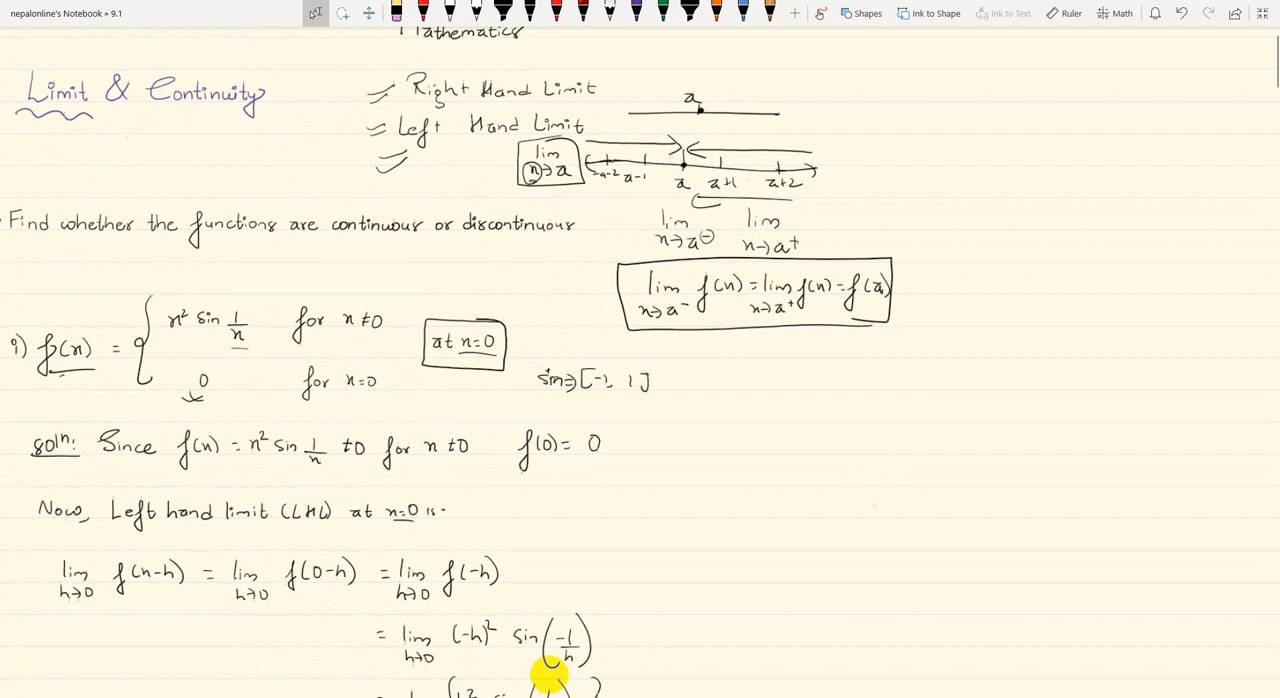 nepalonline's Notebook » 9.1
Shapes Ink to Shape Ink to Text Ruler Math
Mathematics
Limit & Continuity
Right Hand Limit
Left Hand Limit
a
lim n→a
-a-2 a-1 a a+1 a+2
lim n→a⁻ lim n→a⁺
Find whether the functions are continuous or discontinuous
lim n→a⁻ f(n) = lim n→a⁺ f(n) = f(a)
i) f(n) = { n² sin 1/n for n ≠ 0
at n=0
0 for n=0
sin⇒[-1, 1]
Solⁿ: Since f(n) = n² sin 1/n ≠0 for n ≠0 f(0) = 0
Now, Left hand limit (LHL) at n=0 is-
lim h→0 f(n-h) = lim h→0 f(0-h) = lim h→0 f(-h)
= lim h→0 (-h)² sin(-1/h)